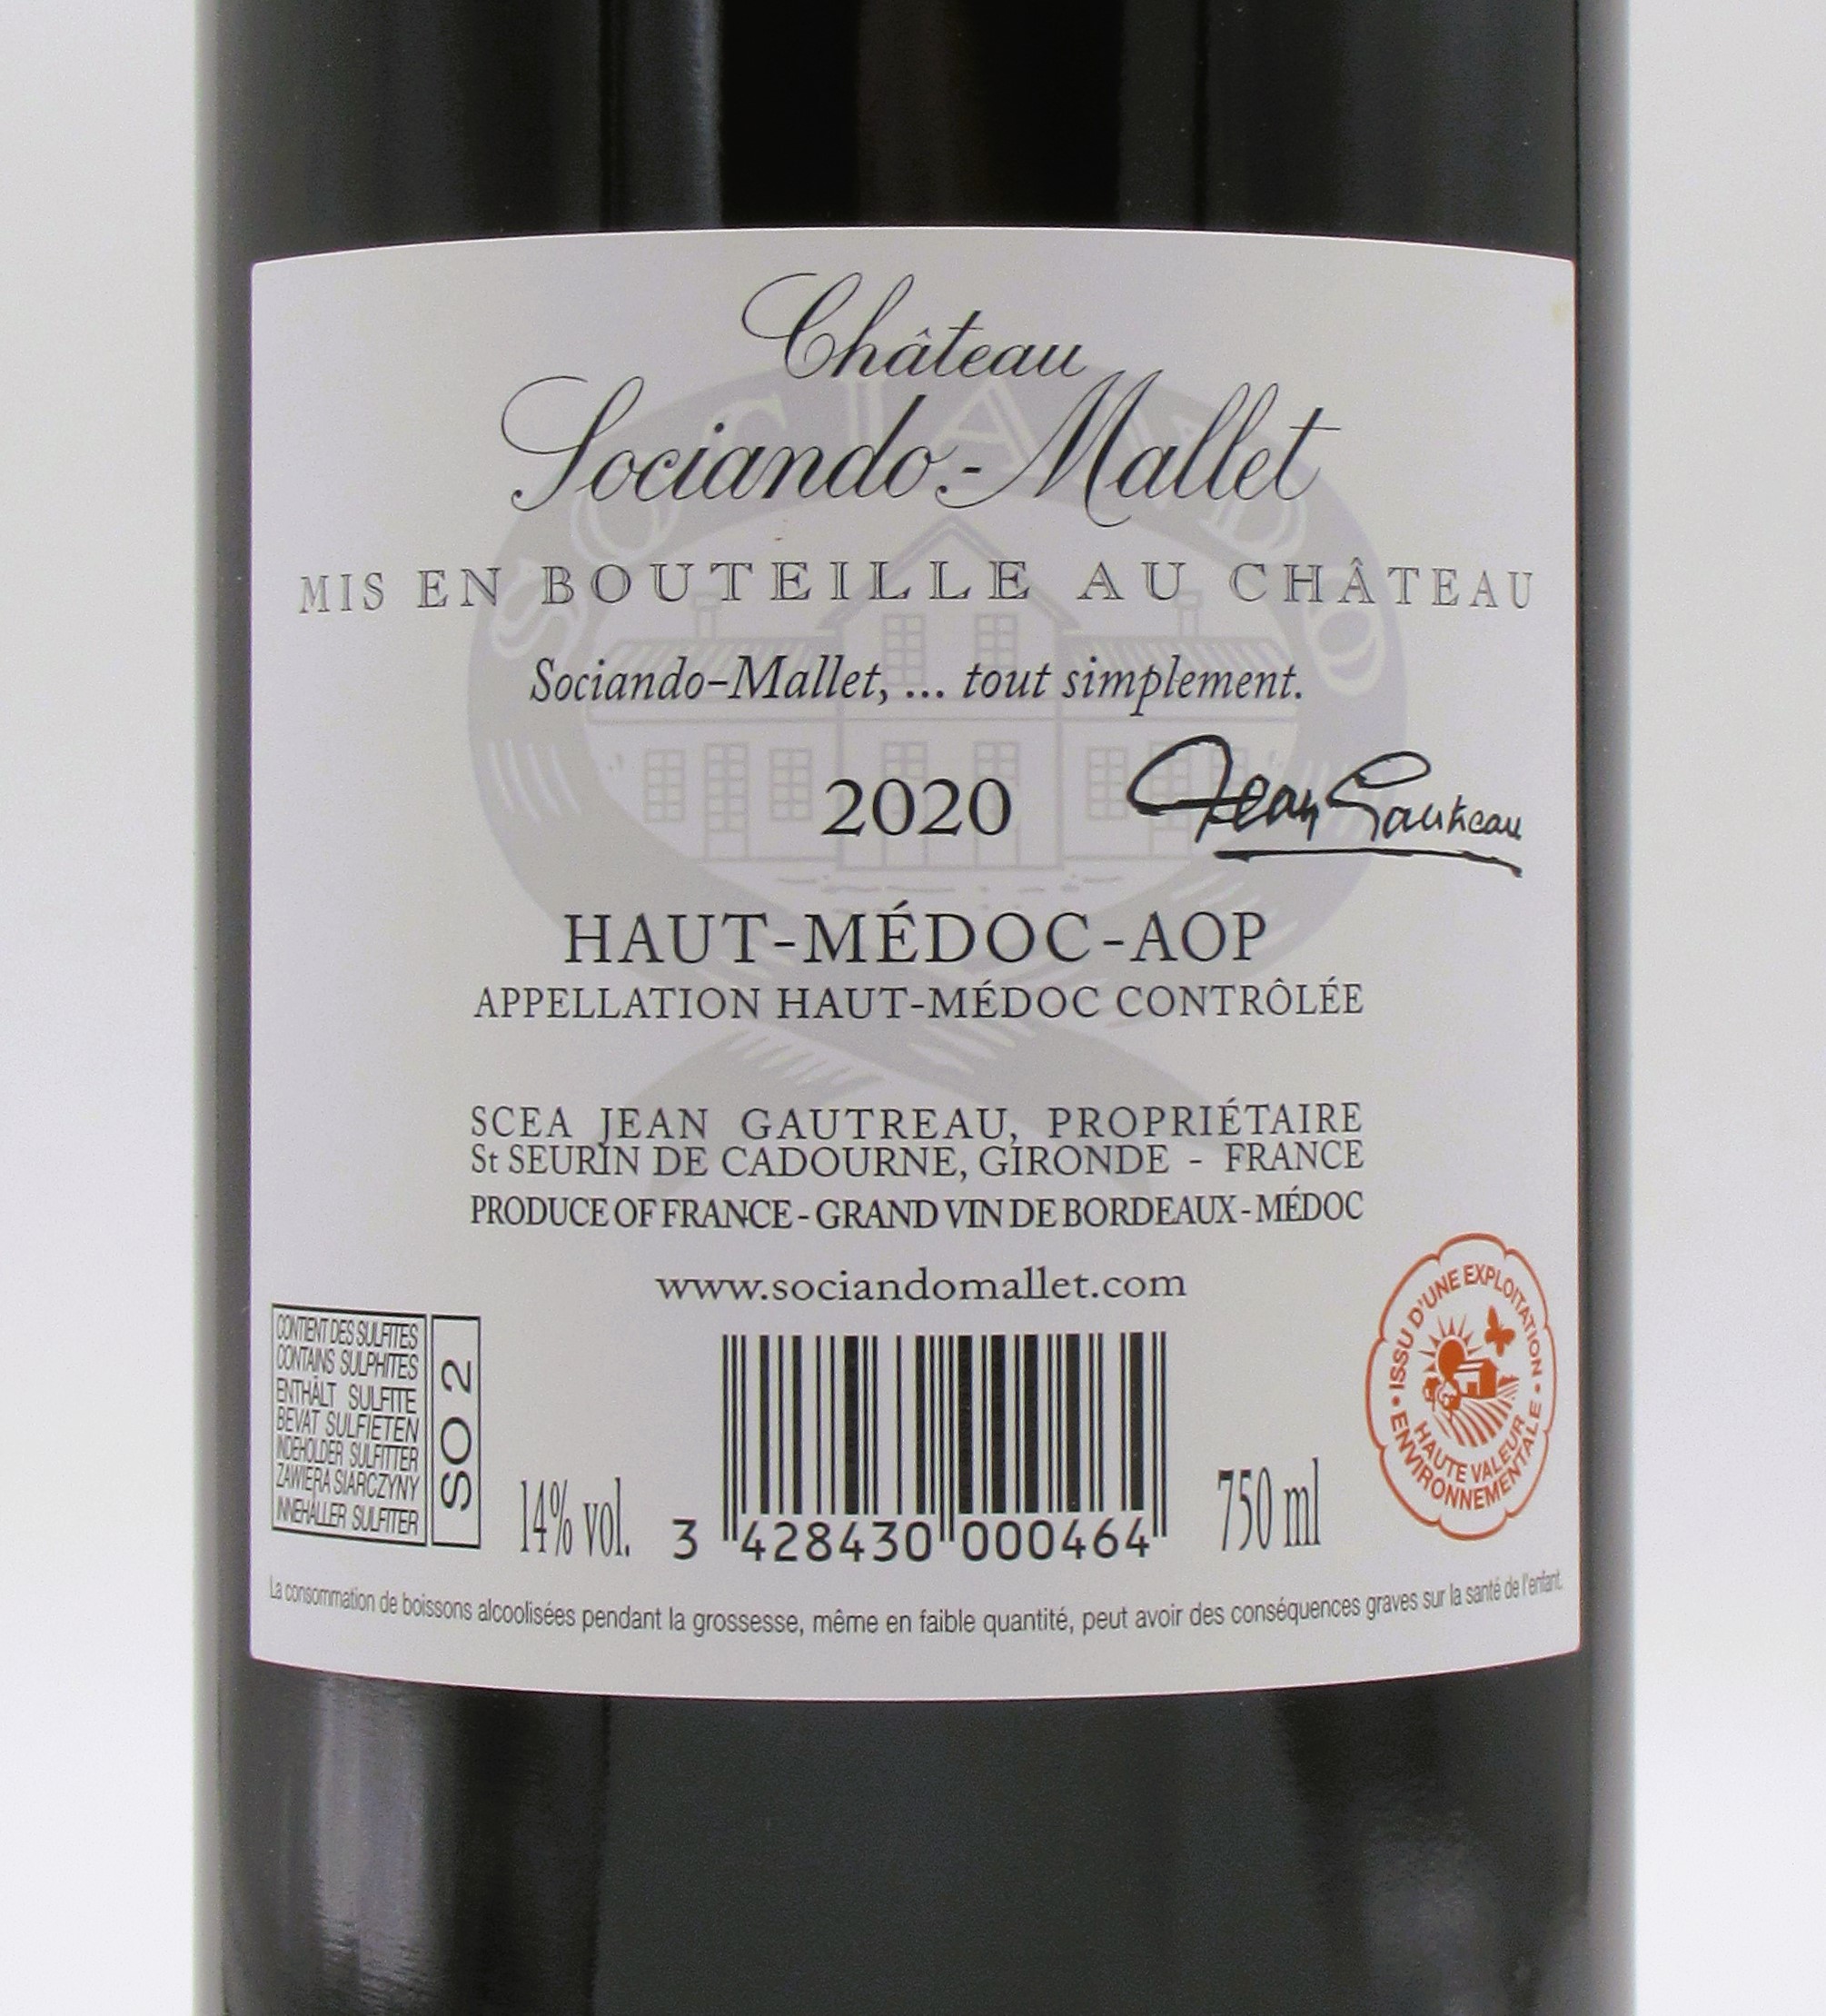 Château
Sociando-Mallet
SOCIANDO
MIS EN BOUTEILLE AU CHÂTEAU
Sociando-Mallet, ... tout simplement.
2020
Jean Gautreau
HAUT-MÉDOC-AOP
APPELLATION HAUT-MÉDOC CONTRÔLÉE
SCEA JEAN GAUTREAU, PROPRIÉTAIRE
St SEURIN DE CADOURNE, GIRONDE - FRANCE
PRODUCE OF FRANCE - GRAND VIN DE BORDEAUX - MÉDOC
www.sociandomallet.com
CONTIENT DES SULFITES
CONTAINS SULPHITES
ENTHÄLT SULFITE
BEVAT SULFIETEN
INDEHOLDER SULFITTER
ZAWIERA SIARCZYNY
INNEHÅLLER SULFITER
SO2
14% vol.
3 428430 000464
750 ml
• ISSU D'UNE EXPLOITATION •
HAUTE VALEUR
ENVIRONNEMENTALE
La consommation de boissons alcoolisées pendant la grossesse, même en faible quantité, peut avoir des conséquences graves sur la santé de l'enfant.